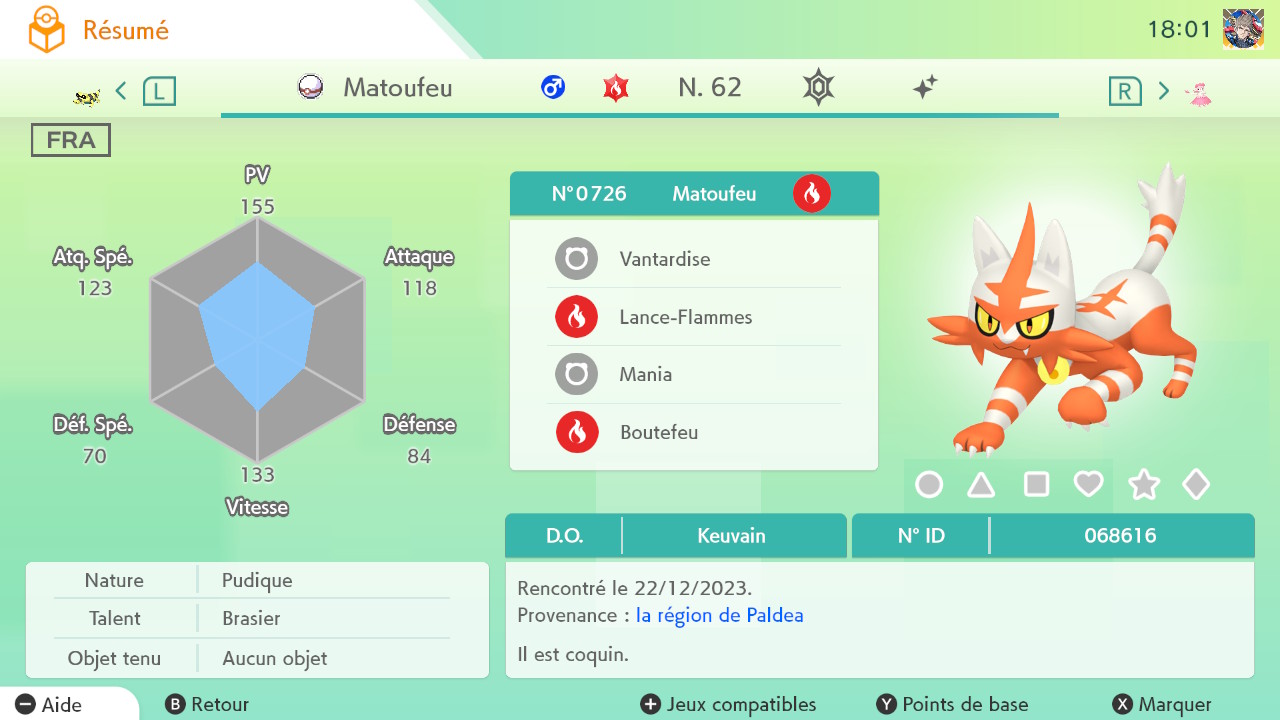 Résumé
18:01
L
Matoufeu
N. 62
R
FRA
PV
155
Atq. Spé.
123
Attaque
118
Déf. Spé.
70
Défense
84
133
Vitesse
N°0726 Matoufeu
Vantardise
Lance-Flammes
Mania
Boutefeu
D.O. Keuvain
N° ID 068616
Rencontré le 22/12/2023.
Provenance : la région de Paldea
Il est coquin.
Nature Pudique
Talent Brasier
Objet tenu Aucun objet
Aide
B Retour
Jeux compatibles
Y Points de base
X Marquer